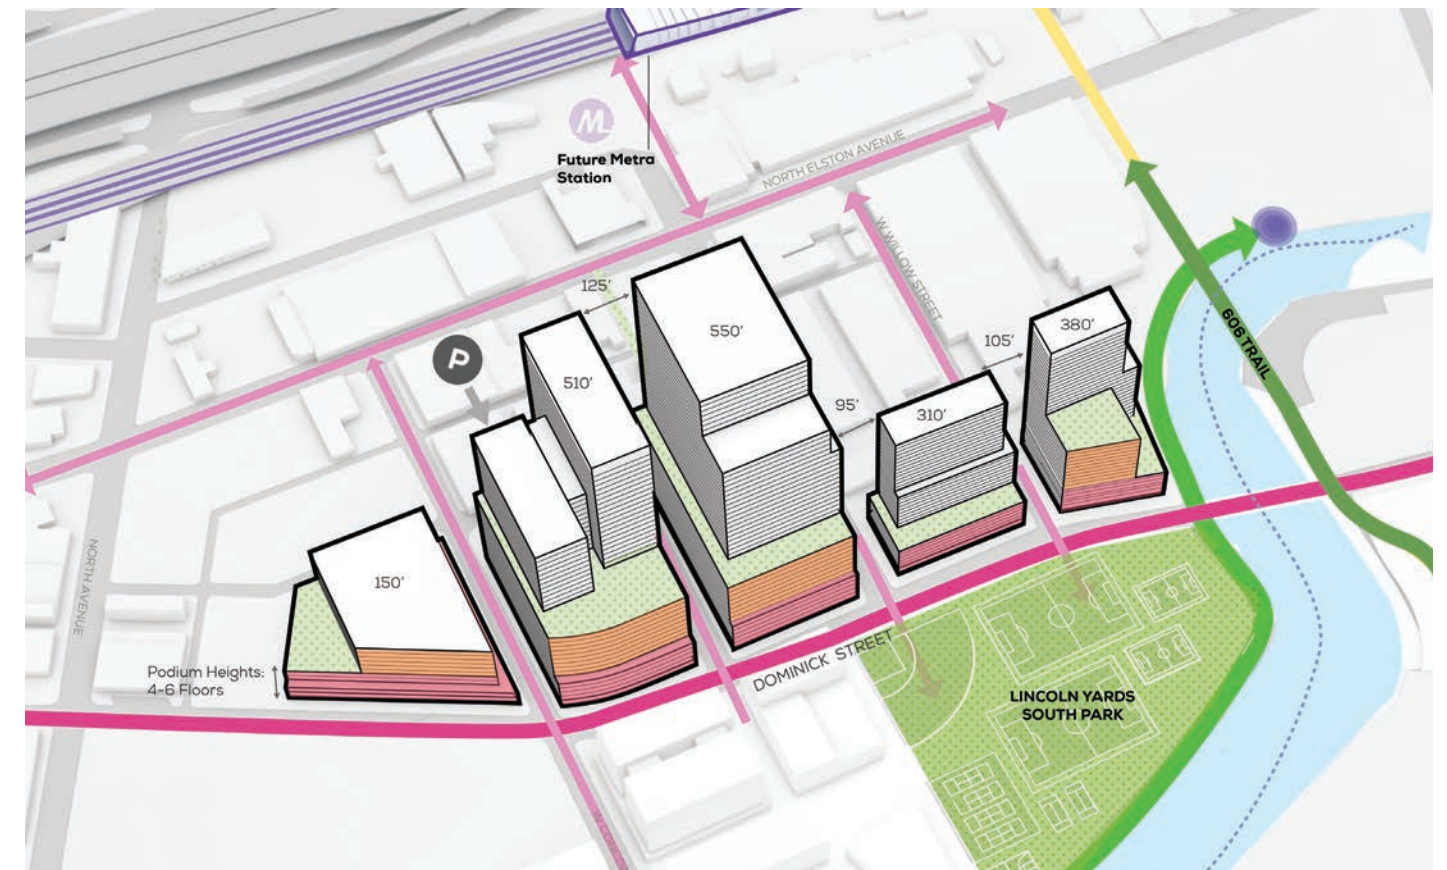 M
Future Metra
Station
NORTH ELSTON AVENUE
W WILLOW STREET
606 TRAIL
125'
550'
510'
P
380'
105'
95'
310'
150'
NORTH AVENUE
Podium Heights:
4-6 Floors
DOMINICK STREET
LINCOLN YARDS
SOUTH PARK